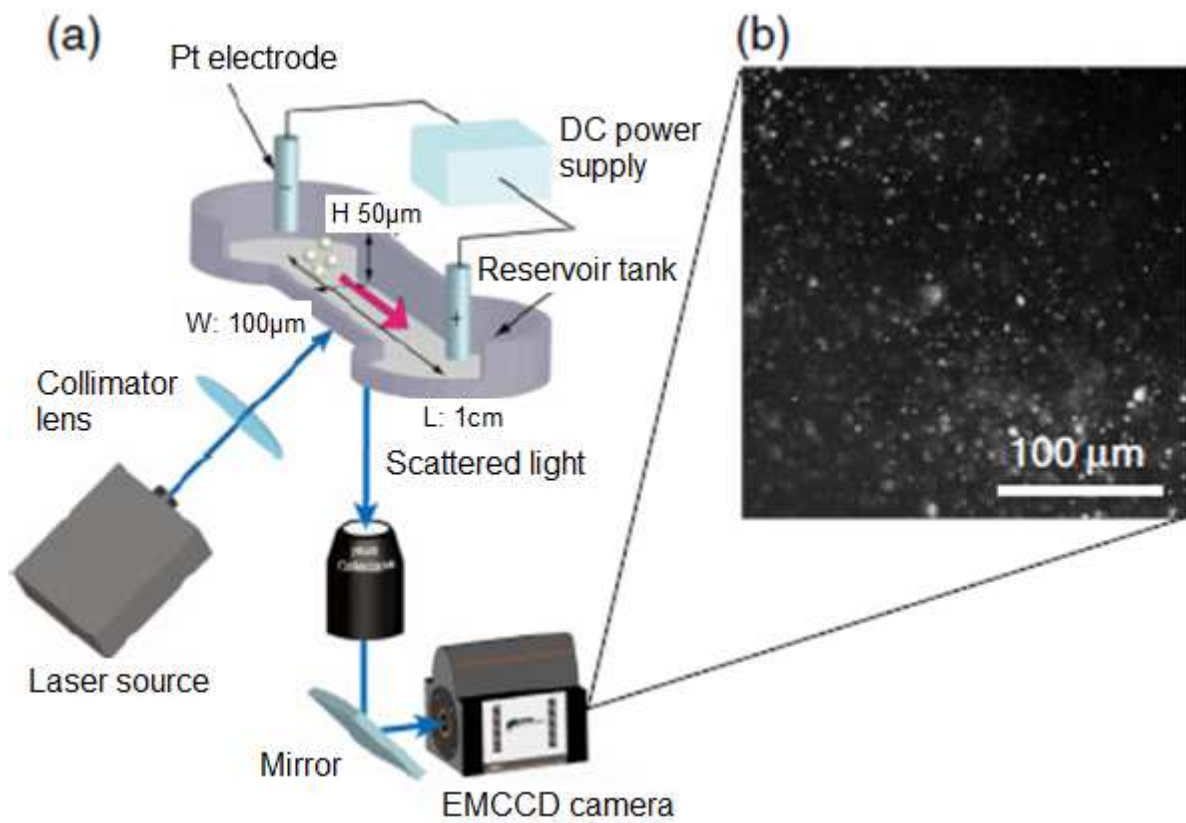 (a)
Pt electrode
DC power
supply
H 50μm
Reservoir tank
W: 100μm
Collimator
lens
L: 1cm
Scattered light
Laser source
Mirror
EMCCD camera
(b)
100 μm
-
+